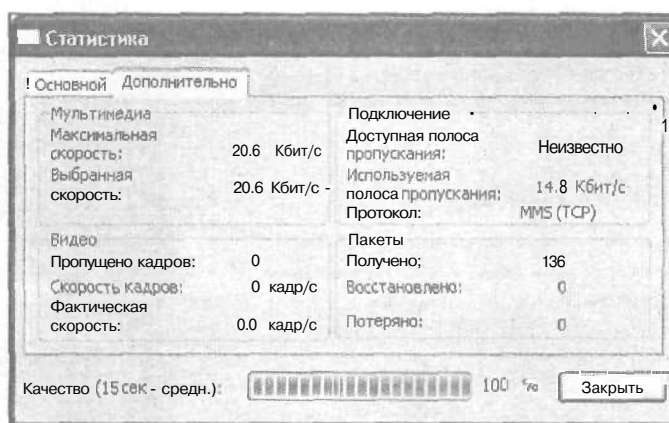 Статистика
! Основной Дополнительно
Мультимедиа
Максимальная
скорость: 20.6 Кбит/с
Выбранная
скорость: 20.6 Кбит/с -
Подключение
Доступная полоса
пропускания: Неизвестно
1
Используемая
полоса пропускания: 14.8 Кбит/с
Протокол: MMS (TCP)
Видео
Пропущено кадров: 0
Скорость кадров: 0 кадр/с
Фактическая
скорость: 0.0 кадр/с
Пакеты
Получено; 136
Восстановлено: 0
Потеряно: 0
Качество (15 сек - средн.): 100 %
Закрыть